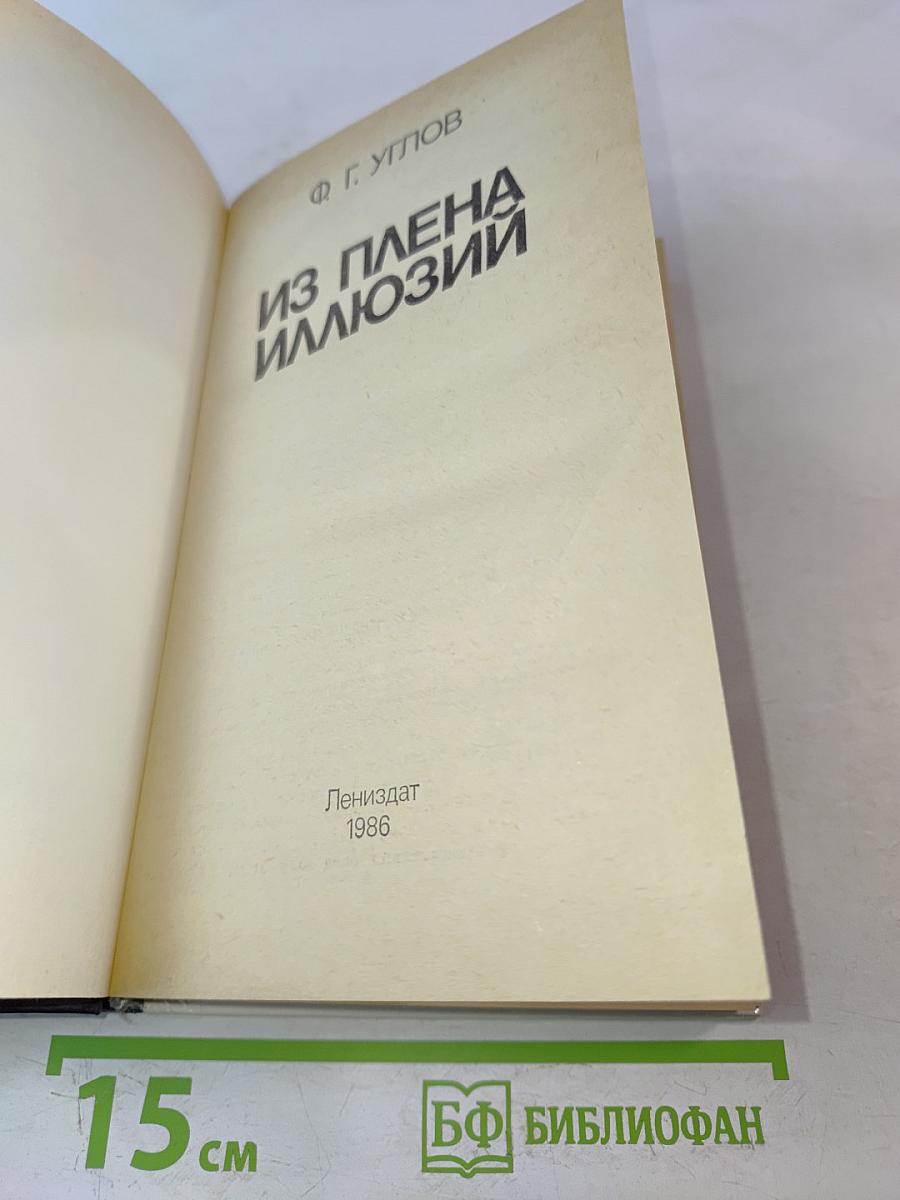 Ф. Г. УГЛОВ
ИЗ ПЛЕНА
ИЛЛЮЗИЙ
Лениздат
1986
15 см
БФ БИБЛИОФАН